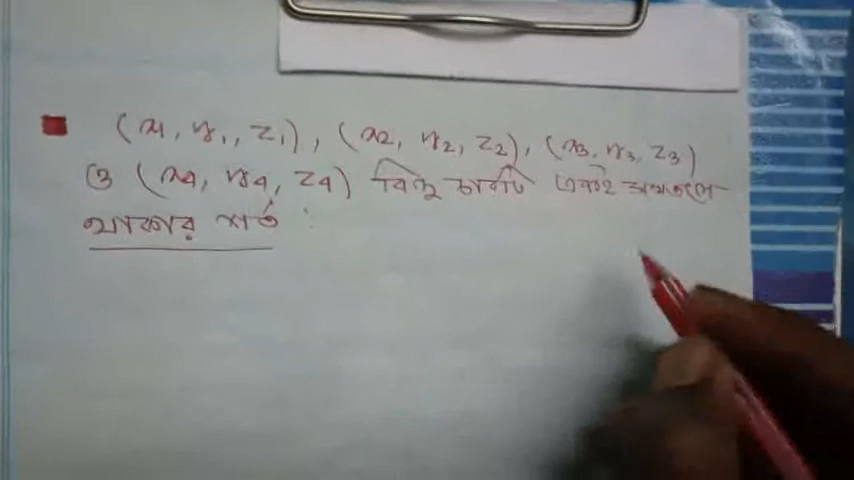 (x1, y1, z1), (x2, y2, z2), (x3, y3, z3)
ও (x4, y4, z4) বিন্দু চারটি একই সমতলে
থাকার শর্ত :